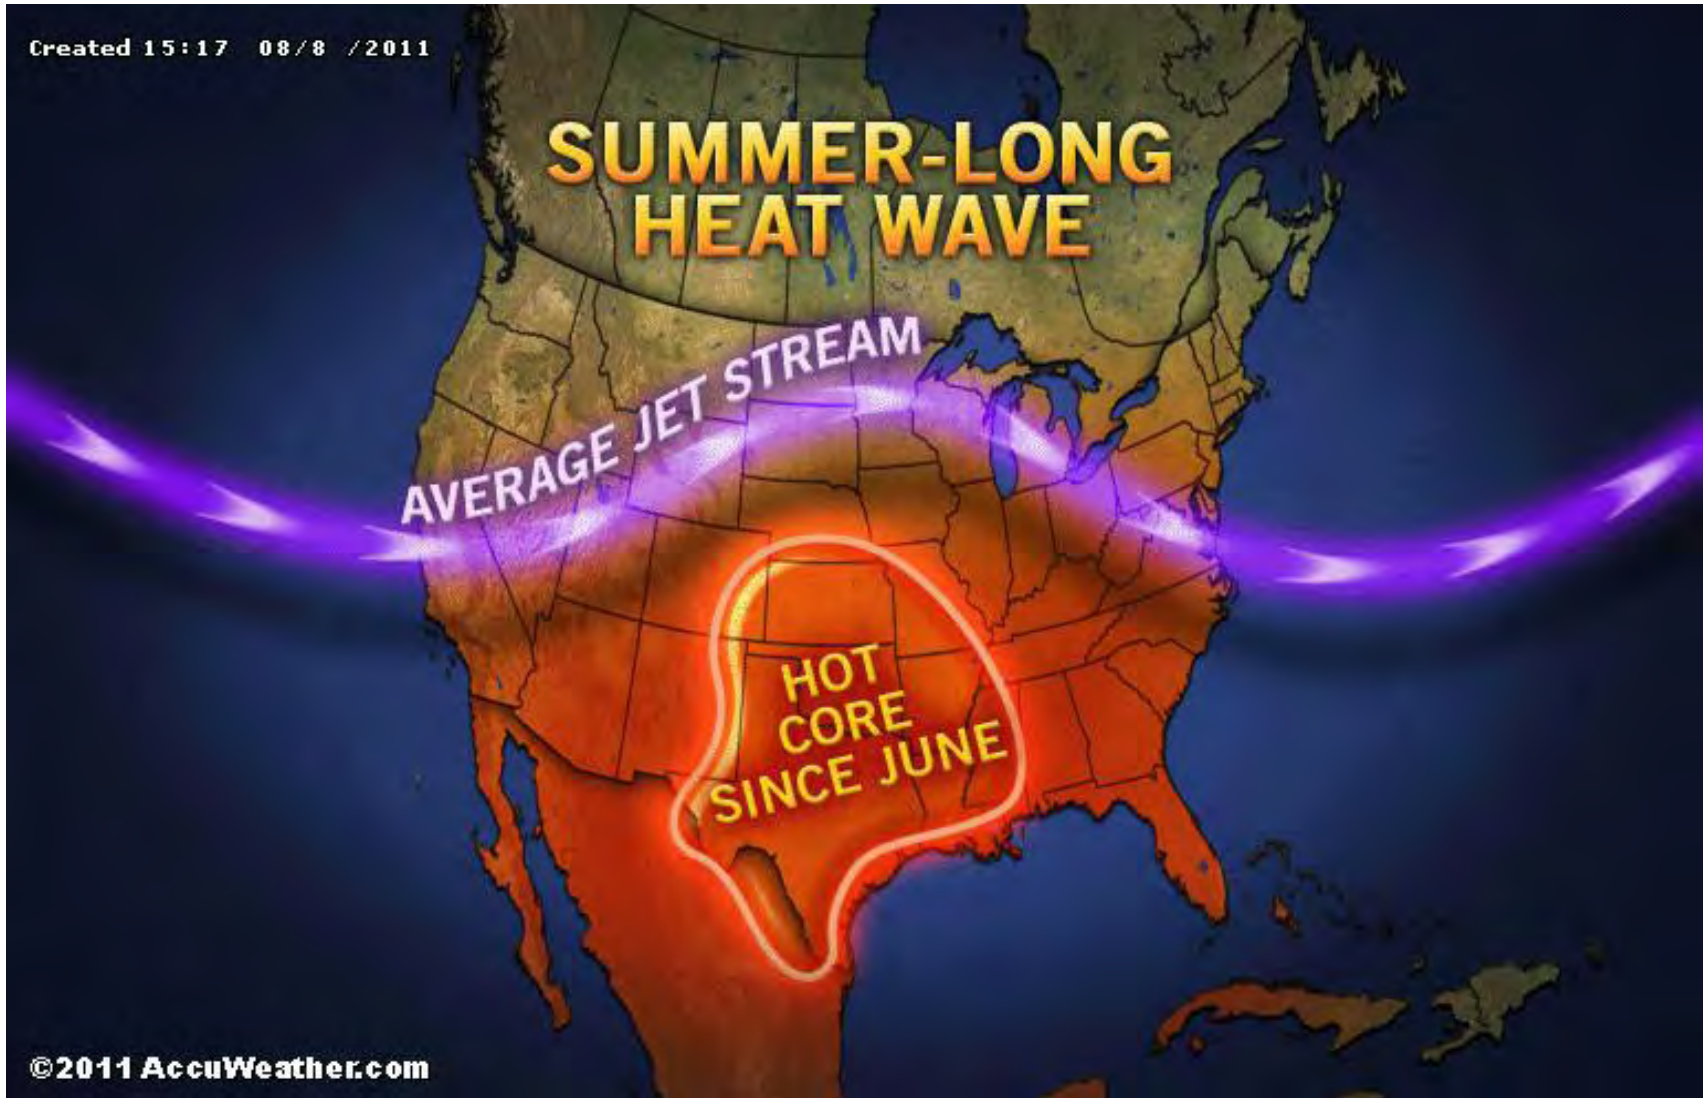 Created 15:17 08/8 /2011
SUMMER-LONG
HEAT WAVE
AVERAGE JET STREAM
HOT
CORE
SINCE JUNE
©2011 AccuWeather.com